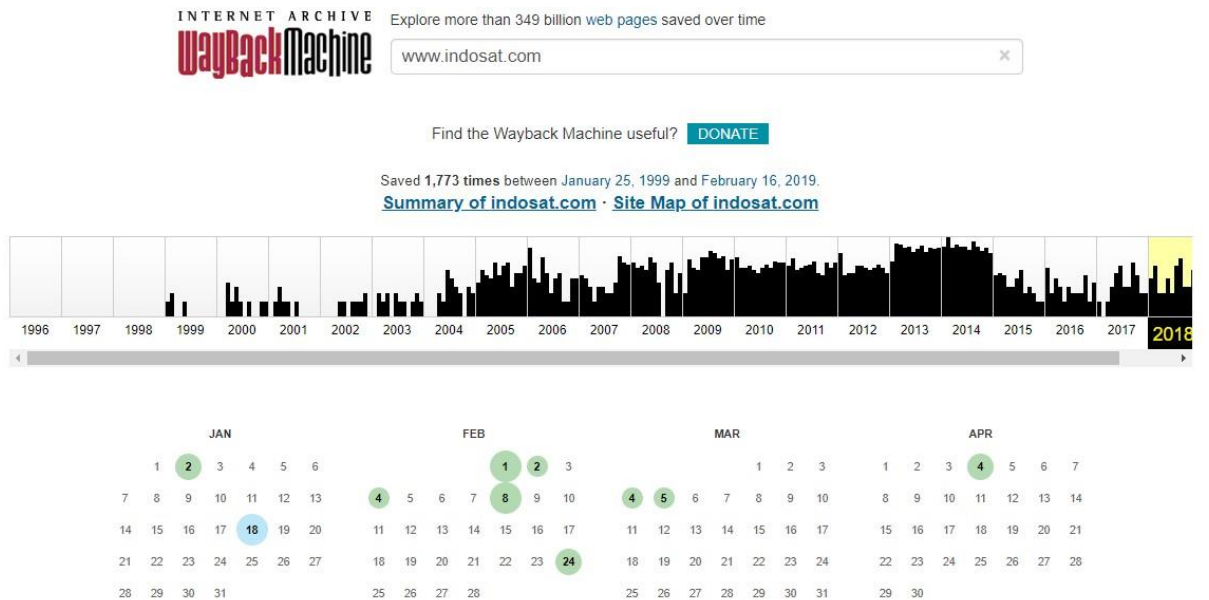 INTERNET ARCHIVE
WayBackMachine
Explore more than 349 billion web pages saved over time
www.indosat.com ×
Find the Wayback Machine useful? DONATE
Saved 1,773 times between January 25, 1999 and February 16, 2019.
Summary of indosat.com · Site Map of indosat.com
1996 1997 1998 1999 2000 2001 2002 2003 2004 2005 2006 2007 2008 2009 2010 2011 2012 2013 2014 2015 2016 2017 2018
JAN FEB MAR APR
1 2 3 4 5 6 1 2 3 1 2 3 1 2 3 4 5 6 7
7 8 9 10 11 12 13 4 5 6 7 8 9 10 4 5 6 7 8 9 10 8 9 10 11 12 13 14
14 15 16 17 18 19 20 11 12 13 14 15 16 17 11 12 13 14 15 16 17 15 16 17 18 19 20 21
21 22 23 24 25 26 27 18 19 20 21 22 23 24 18 19 20 21 22 23 24 22 23 24 25 26 27 28
28 29 30 31 25 26 27 28 25 26 27 28 29 30 31 29 30